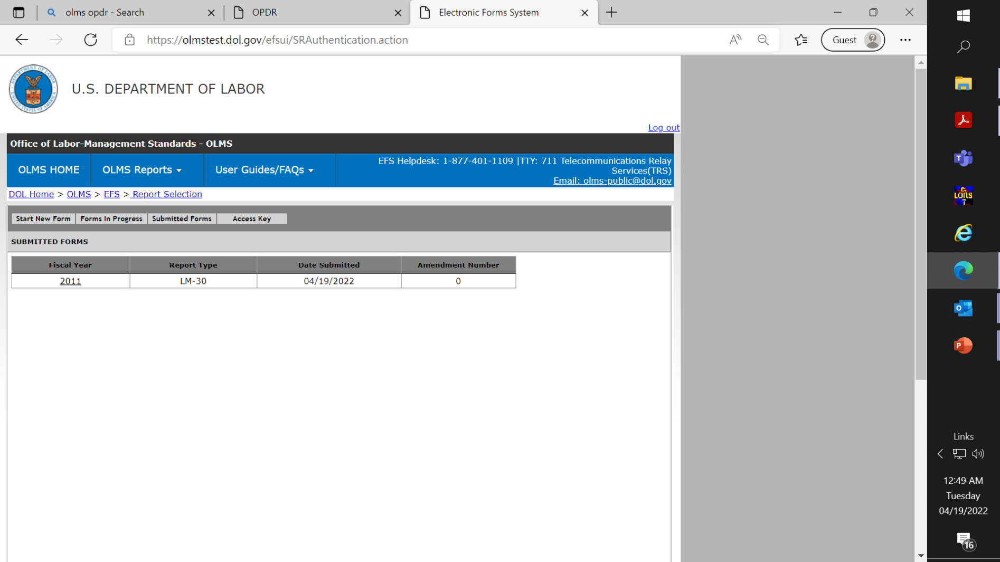 olms opdr - Search
OPDR
Electronic Forms System
https://olmstest.dol.gov/efsui/SRAuthentication.action
Guest
U.S. DEPARTMENT OF LABOR
Log out
Office of Labor-Management Standards - OLMS
OLMS HOME
OLMS Reports
User Guides/FAQs
EFS Helpdesk: 1-877-401-1109 |TTY: 711 Telecommunications Relay
Services(TRS)
Email: olms-public@dol.gov
DOL Home > OLMS > EFS > Report Selection
Start New Form
Forms In Progress
Submitted Forms
Access Key
SUBMITTED FORMS
Fiscal Year Report Type Date Submitted Amendment Number
2011 LM-30 04/19/2022 0
e.
LORS
7
Links
12:49 AM
Tuesday
04/19/2022
16